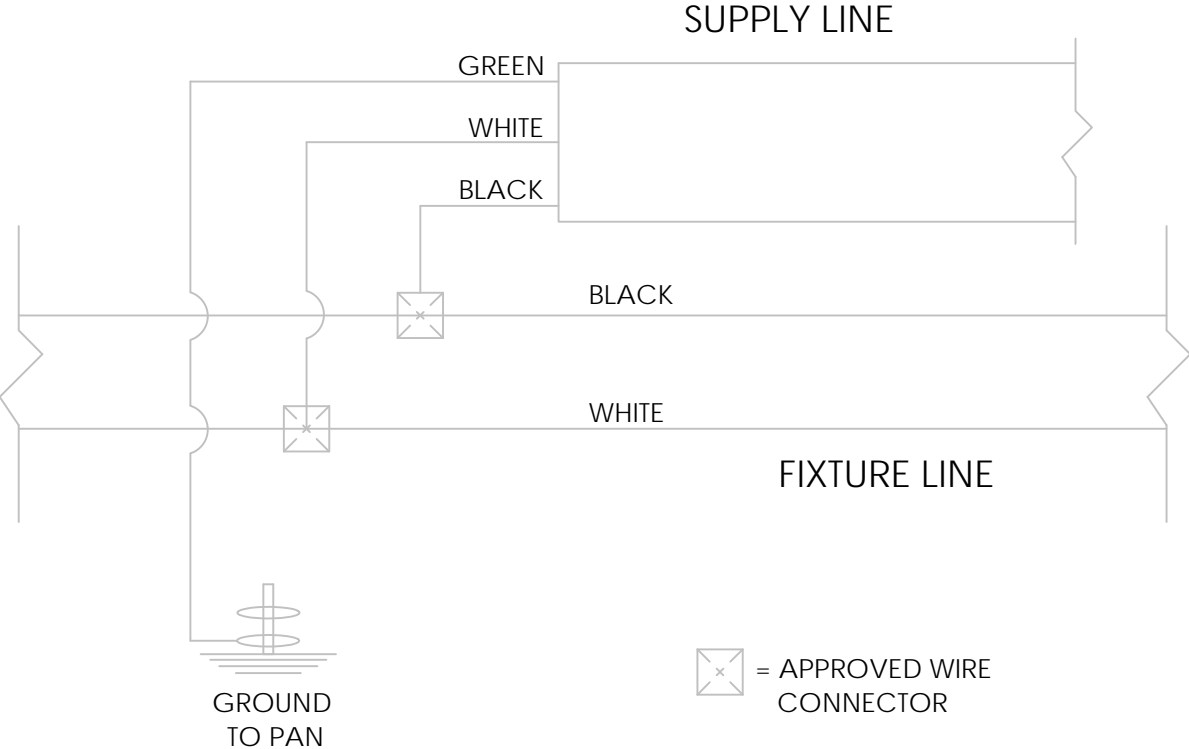 SUPPLY LINE
GREEN
WHITE
BLACK
BLACK
WHITE
FIXTURE LINE
GROUND
TO PAN
= APPROVED WIRE
CONNECTOR